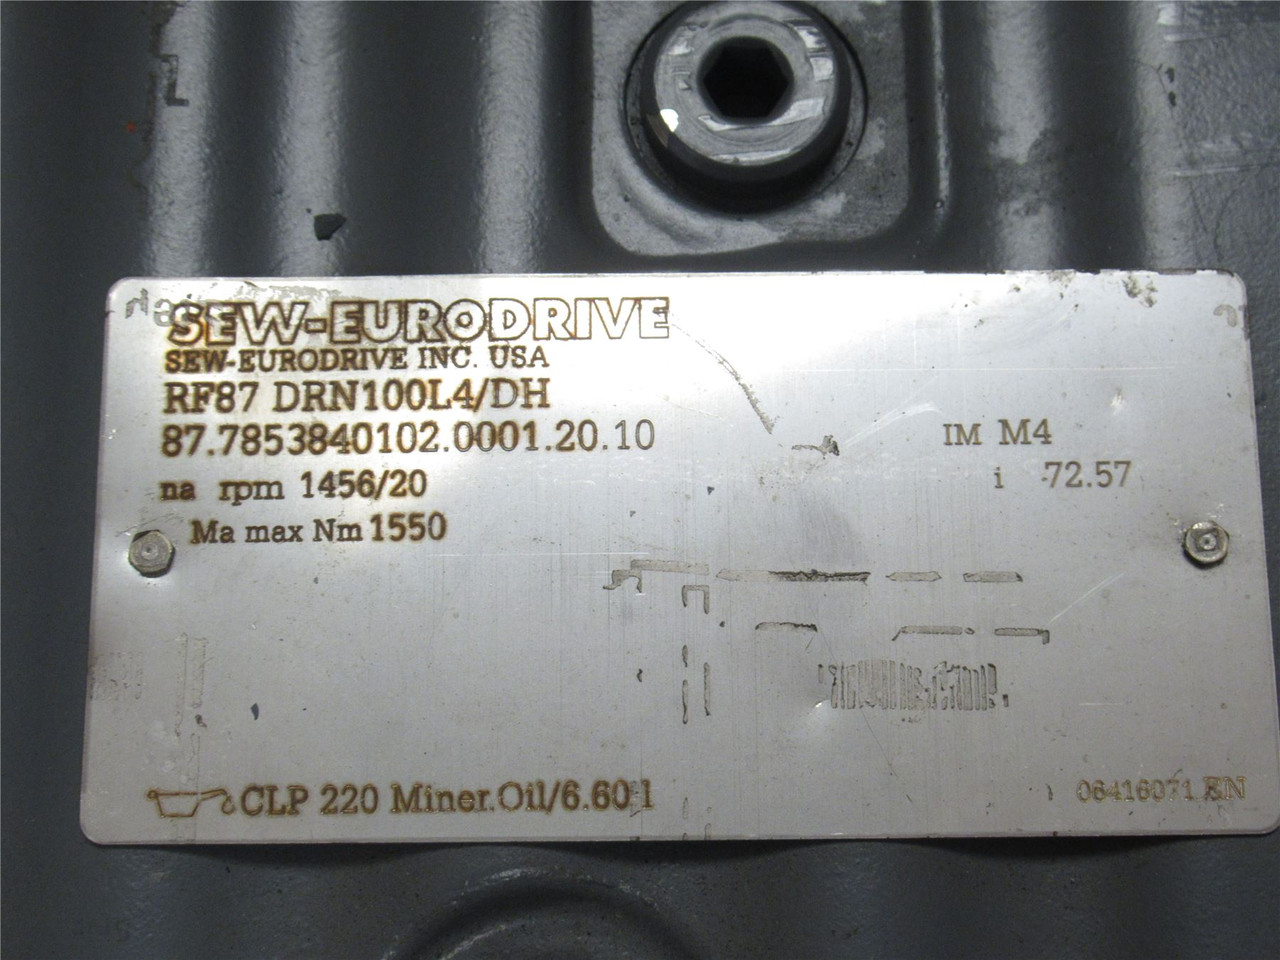 SEW-EURODRIVE
SEW-EURODRIVE INC. USA
RF87 DRN100L4/DH
87.7853840102.0001.20.10
IM M4
i 72.57
na rpm 1456/20
Ma max Nm 1550
CLP 220 Miner.Oil/6.60 l
06416071 EN